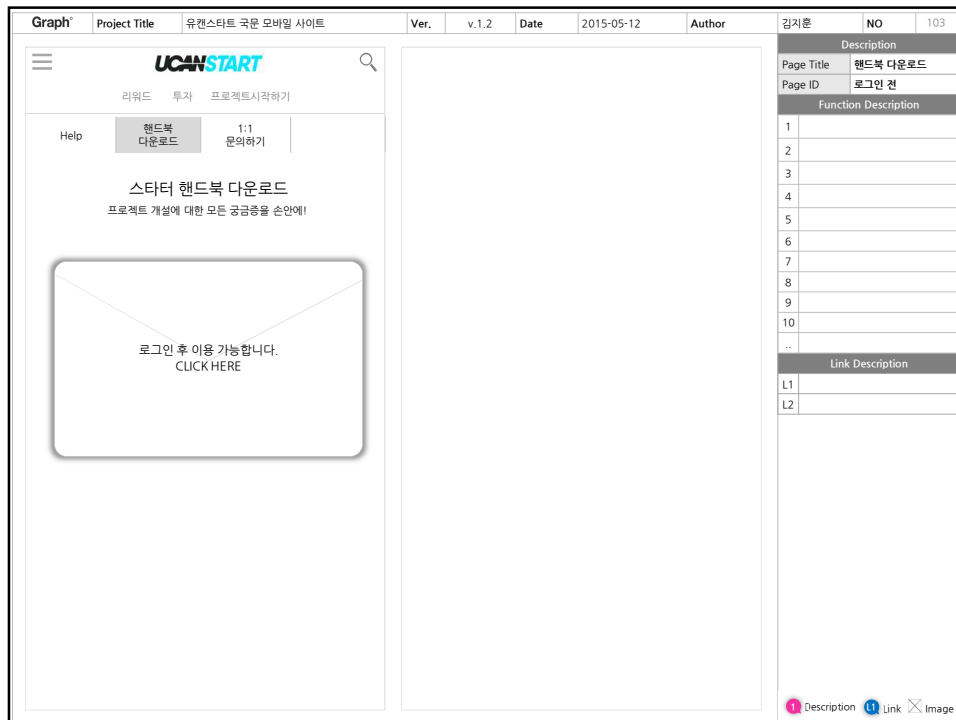 Graph° Project Title 유캔스타트 국문 모바일 사이트 Ver. v.1.2 Date 2015-05-12 Author 김지훈 NO 103
UCANSTART
리워드 투자 프로젝트시작하기
Help 핸드북 다운로드 1:1 문의하기
스타터 핸드북 다운로드
프로젝트 개설에 대한 모든 궁금증을 손안에!
로그인 후 이용 가능합니다.
CLICK HERE
Description
Page Title 핸드북 다운로드
Page ID 로그인 전
Function Description
1
2
3
4
5
6
7
8
9
10
..
Link Description
L1
L2
1 Description L1 Link Image